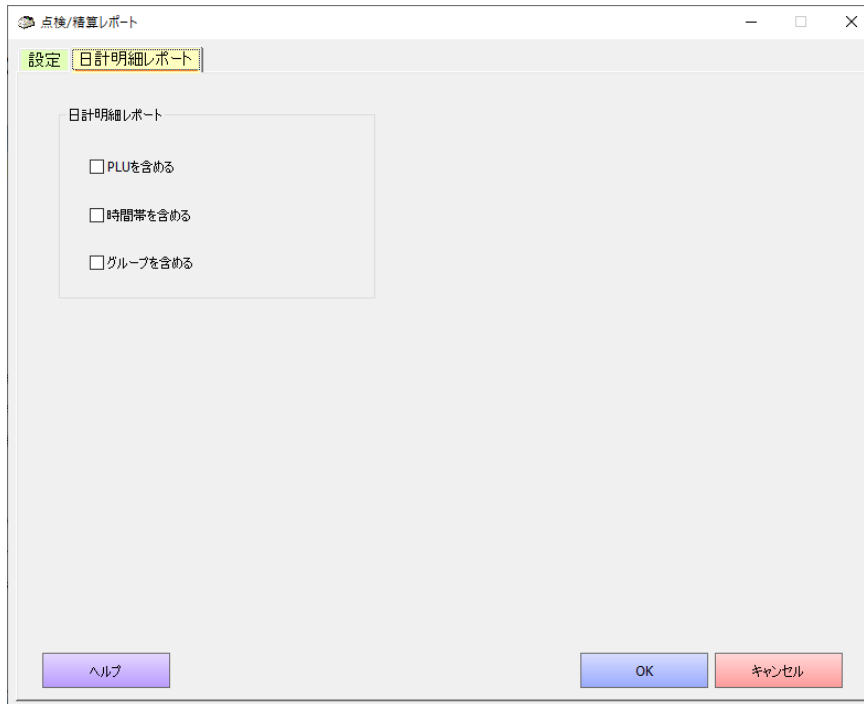 点検/精算レポート
設定 日計明細レポート
日計明細レポート
PLUを含める
時間帯を含める
グループを含める
ヘルプ OK キャンセル